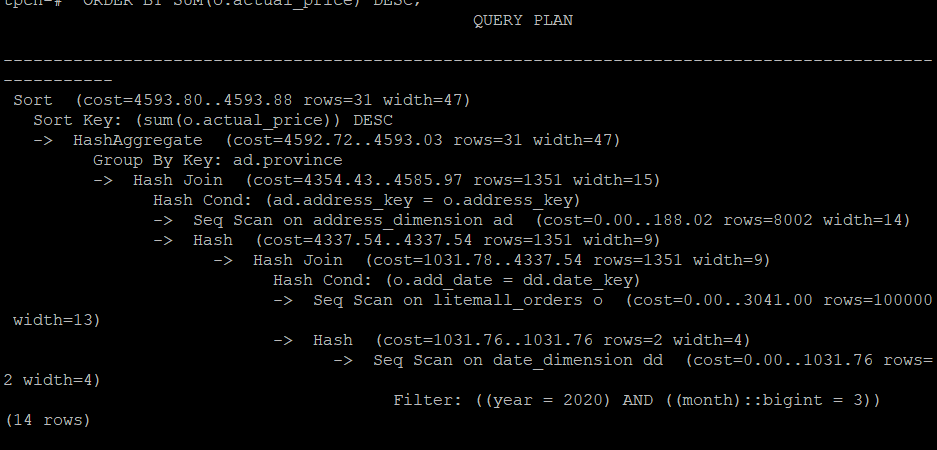 tpch-# ORDER BY SUM(o.actual_price) DESC;
QUERY PLAN
---------------------------------------------------------------------------------------------
-----------
Sort  (cost=4593.80..4593.88 rows=31 width=47)
Sort Key: (sum(o.actual_price)) DESC
->  HashAggregate  (cost=4592.72..4593.03 rows=31 width=47)
Group By Key: ad.province
->  Hash Join  (cost=4354.43..4585.97 rows=1351 width=15)
Hash Cond: (ad.address_key = o.address_key)
->  Seq Scan on address_dimension ad  (cost=0.00..188.02 rows=8002 width=14)
->  Hash  (cost=4337.54..4337.54 rows=1351 width=9)
->  Hash Join  (cost=1031.78..4337.54 rows=1351 width=9)
Hash Cond: (o.add_date = dd.date_key)
->  Seq Scan on litemall_orders o  (cost=0.00..3041.00 rows=100000
width=13)
->  Hash  (cost=1031.76..1031.76 rows=2 width=4)
->  Seq Scan on date_dimension dd  (cost=0.00..1031.76 rows=
2 width=4)
Filter: ((year = 2020) AND ((month)::bigint = 3))
(14 rows)